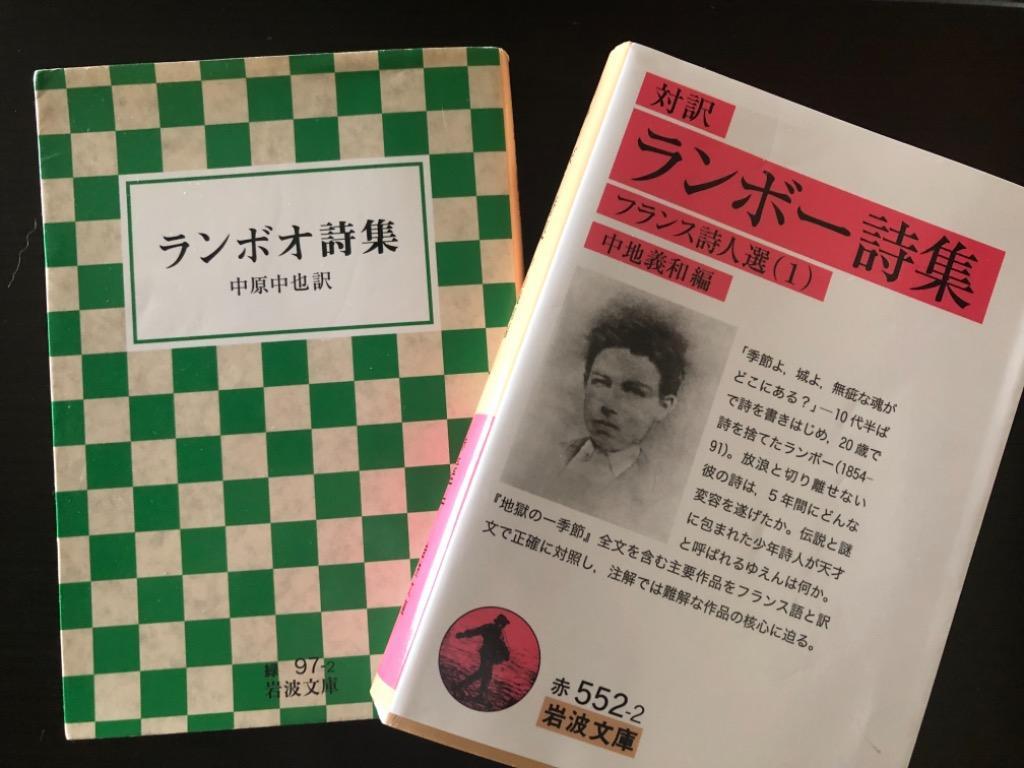 ランボオ詩集
中原中也訳
緑 97-2
岩波文庫
対訳
ランボー詩集
フランス詩人選(1)
中地義和編
「季節よ，城よ，無疵な魂が
どこにある？」—10代半ば
で詩を書きはじめ，20歳で
詩を捨てたランボー(1854-
91)。放浪と切り離せない
彼の詩は，5年間にどんな
変容を遂げたか。伝説と謎
に包まれた少年詩人が天才
と呼ばれるゆえんは何か。
『地獄の一季節』全文を含む主要作品をフランス語と訳
文で正確に対照し，注解では難解な作品の核心に迫る。
赤 552-2
岩波文庫